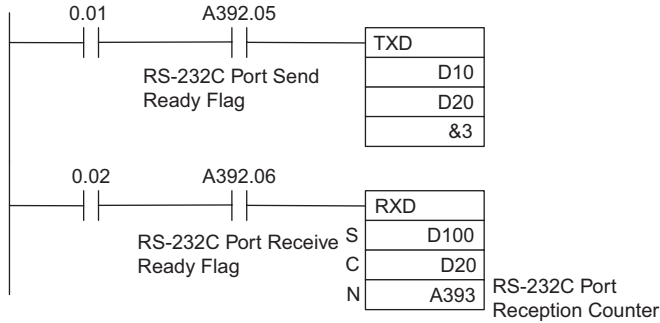 0.01 A392.05
TXD
D10
D20
&3
RS-232C Port Send
Ready Flag
0.02 A392.06
RXD
S D100
C D20
N A393
RS-232C Port Receive
Ready Flag
RS-232C Port
Reception Counter